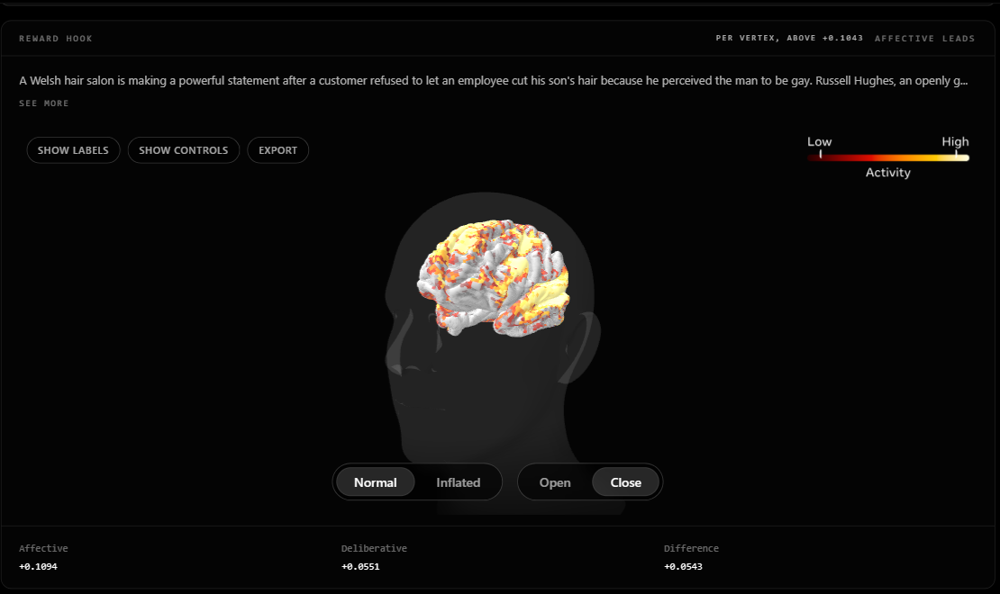 REWARD HOOK
PER VERTEX, ABOVE +0.1043 AFFECTIVE LEADS
A Welsh hair salon is making a powerful statement after a customer refused to let an employee cut his son's hair because he perceived the man to be gay. Russell Hughes, an openly g...
SEE MORE
SHOW LABELS SHOW CONTROLS EXPORT
Low High
Activity
Normal Inflated Open Close
Affective Deliberative Difference
+0.1094 +0.0551 +0.0543